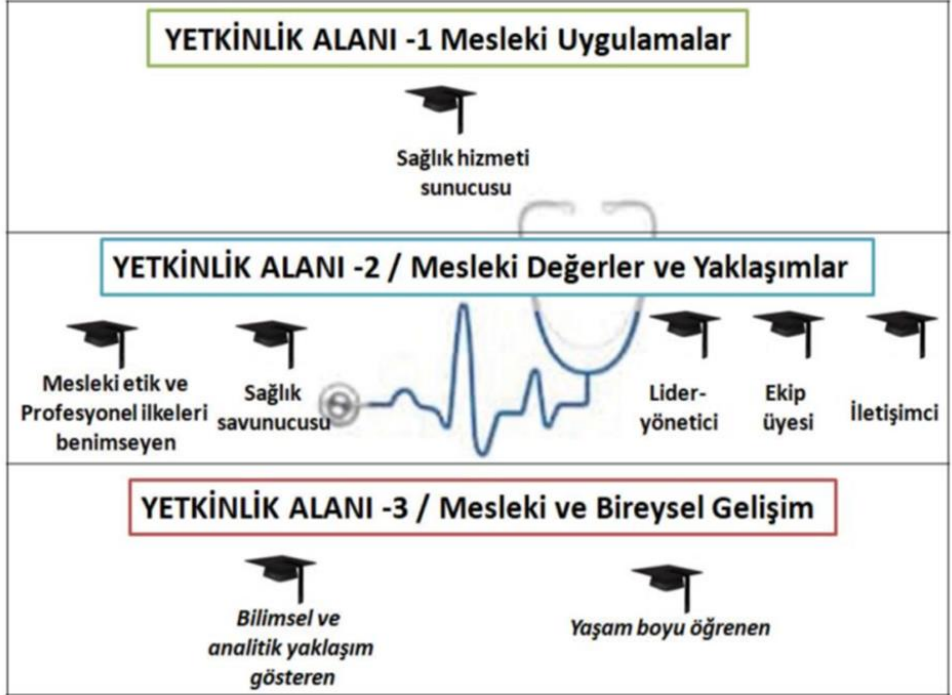 YETKİNLİK ALANI -1 Mesleki Uygulamalar
Sağlık hizmeti
sunucusu
YETKİNLİK ALANI -2 / Mesleki Değerler ve Yaklaşımlar
Mesleki etik ve
Profesyonel ilkeleri
benimseyen
Sağlık
savunucusu
Lider-
yönetici
Ekip
üyesi
İletişimci
YETKİNLİK ALANI -3 / Mesleki ve Bireysel Gelişim
Bilimsel ve
analitik yaklaşım
gösteren
Yaşam boyu öğrenen